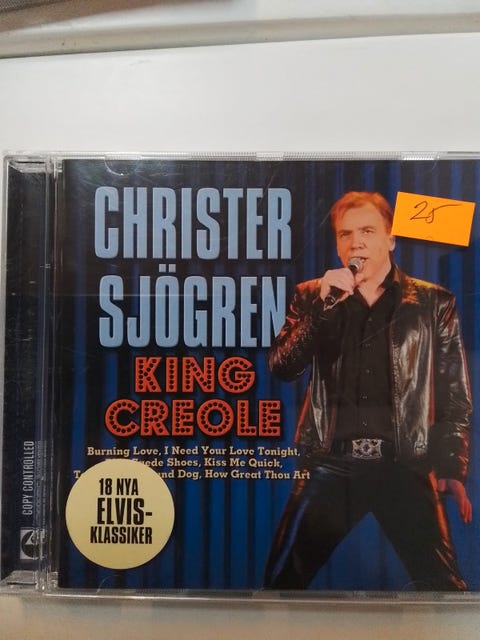 CHRISTER
SJÖGREN
KING
CREOLE
Burning Love, I Need Your Love Tonight,
Suede Shoes, Kiss Me Quick,
Dog, How Great Thou Art
18 NYA
ELVIS-
KLASSIKER
25
COPY CONTROLLED